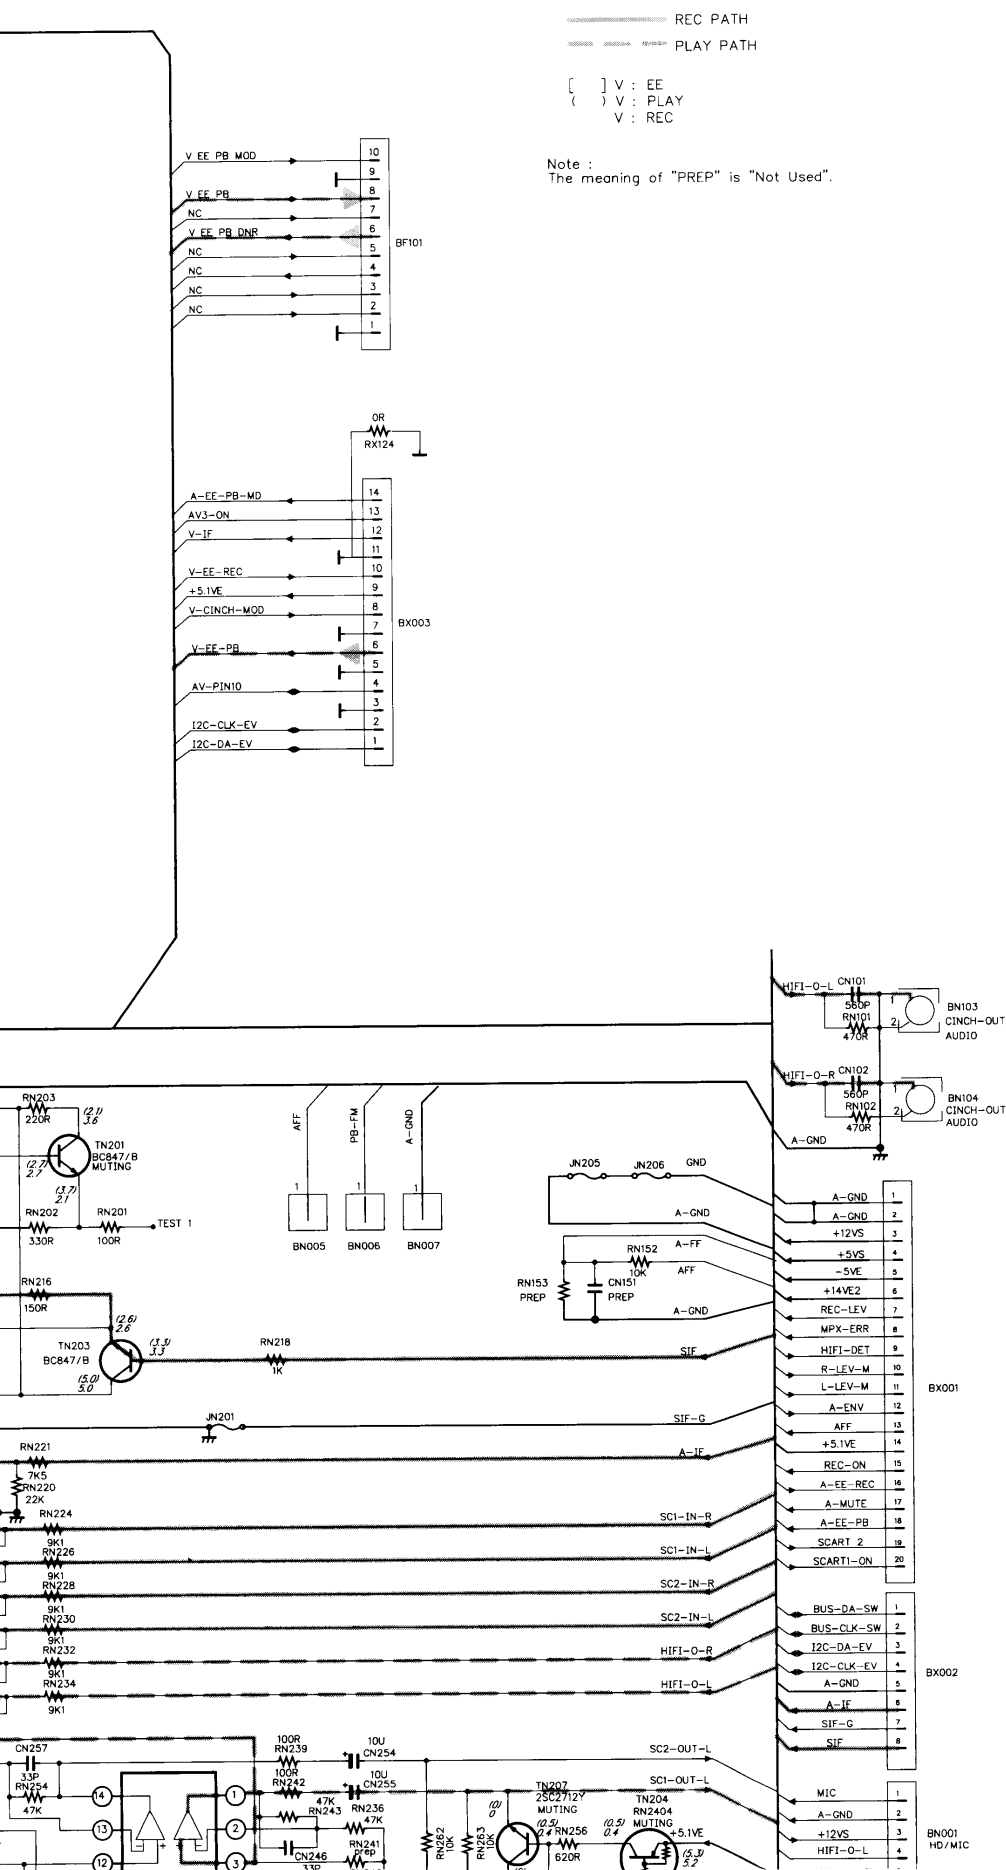 REC PATH
PLAY PATH
[ ] V : EE
( ) V : PLAY
V : REC
Note :
The meaning of "PREP" is "Not Used".
V EE PB MOD
10
9
V EE PB
8
NC
7
V EE PB DNR
6
BF101
NC
5
NC
4
NC
3
NC
2
1
0R
RX124
A-EE-PB-MD
14
AV3-ON
13
V-IF
12
11
V-EE-REC
10
+5.1VE
9
V-CINCH-MOD
8
BX003
7
V-EE-PB
6
5
AV-PIN10
4
3
I2C-CLK-EV
2
I2C-DA-EV
1
HIFI-O-L
CN101
560P
1
BN103
CINCH-OUT
AUDIO
RN101
470R
2
HIFI-O-R
CN102
560P
1
BN104
CINCH-OUT
AUDIO
RN102
470R
2
A-GND
RN203
220R
(2.1)
3.6
TN201
BC847/B
MUTING
(2.7)
2.7
(3.7)
2.1
RN202
330R
RN201
100R
TEST 1
AFF
PB-FM
A-GND
1
1
1
BN005
BN006
BN007
JN205
JN206
GND
A-GND
A-FF
RN152
10K
AFF
RN153
PREP
CN151
PREP
A-GND
A-GND
1
A-GND
2
+12VS
3
+5VS
4
-5VE
5
+14VE2
6
REC-LEV
7
MPX-ERR
8
HIFI-DET
9
R-LEV-M
10
L-LEV-M
11
BX001
A-ENV
12
AFF
13
+5.1VE
14
REC-ON
15
A-EE-REC
16
A-MUTE
17
A-EE-PB
18
SCART 2
19
SCART1-ON
20
RN216
150R
(2.6)
2.6
TN203
BC847/B
(3.3)
3.3
(5.0)
5.0
RN218
1K
SIF
JN201
SIF-G
RN221
7K5
A-IF
RN220
22K
RN224
9K1
SC1-IN-R
RN226
9K1
SC1-IN-L
RN228
9K1
SC2-IN-R
RN230
9K1
SC2-IN-L
RN232
9K1
HIFI-O-R
RN234
9K1
HIFI-O-L
BUS-DA-SW
1
BUS-CLK-SW
2
I2C-DA-EV
3
I2C-CLK-EV
4
BX002
A-GND
5
A-IF
6
SIF-G
7
SIF
8
CN257
33P
RN254
47K
14
13
12
1
2
3
100R
RN239
10U
CN254
SC2-OUT-L
100R
RN242
10U
CN255
SC1-OUT-L
47K
RN243
RN236
47K
CN246
33P
RN241
prep
RN262
10K
RN263
10K
TN207
2SC2712Y
MUTING
(0)
0
(0.5)
0.4
RN256
620R
(0.5)
0.4
TN204
RN2404
MUTING
+5.1VE
(5.3)
5.2
MIC
1
A-GND
2
+12VS
3
HIFI-O-L
4
BN001
HD/MIC